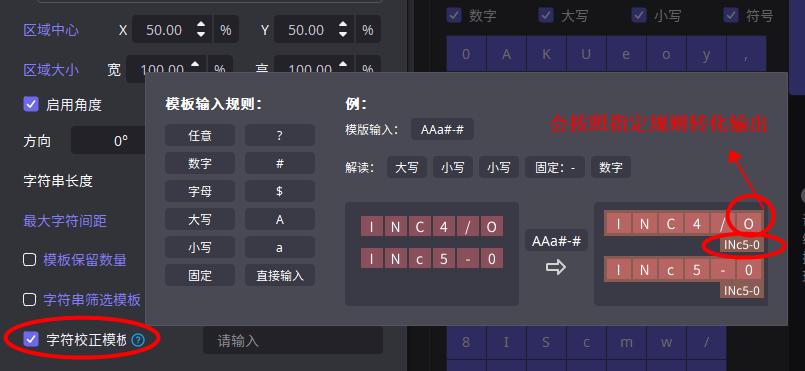 区域中心 X 50.00 % Y 50.00 %
数字 大写 小写 符号
区域大小 宽 100.00 % 高 100.00 %
0 A K U e o y ,
启用角度
方向 0°
字符串长度
最大字符间距
模板保留数量
字符串筛选模板
字符校正模板 ? 请输入
模板输入规则：
任意 ?
数字 #
字母 $
大写 A
小写 a
固定 直接输入
例：
模版输入： AAa#-#
会按照指定规则转化输出
解读： 大写 小写 小写 固定：- 数字
I N C 4 / O
I N c 5 - 0
AAa#-#
I N C 4 / O
INc5-0
I N c 5 - 0
INc5-0
8 I S c m w /